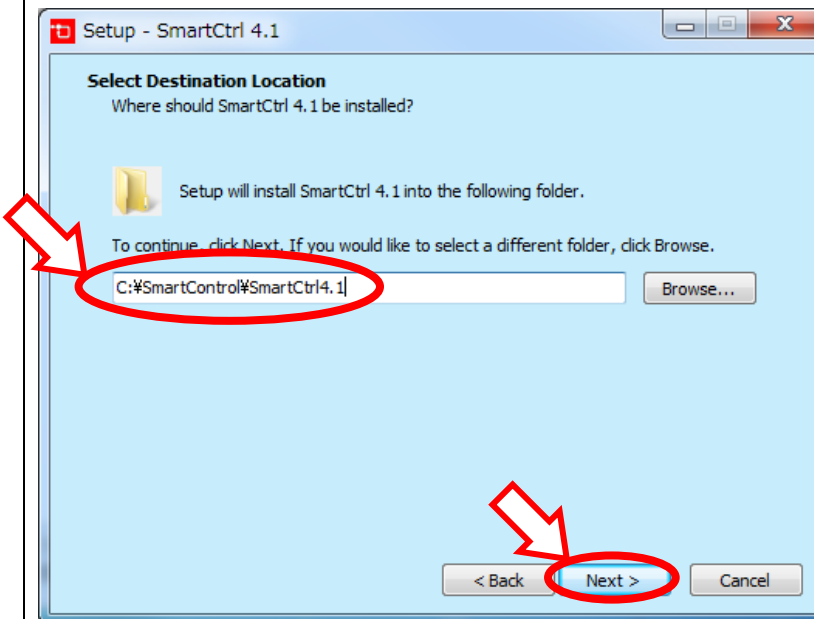 Setup - SmartCtrl 4.1
Select Destination Location
Where should SmartCtrl 4.1 be installed?
Setup will install SmartCtrl 4.1 into the following folder.
To continue, click Next. If you would like to select a different folder, click Browse.
C:¥SmartControl¥SmartCtrl4.1
Browse...
< Back
Next >
Cancel